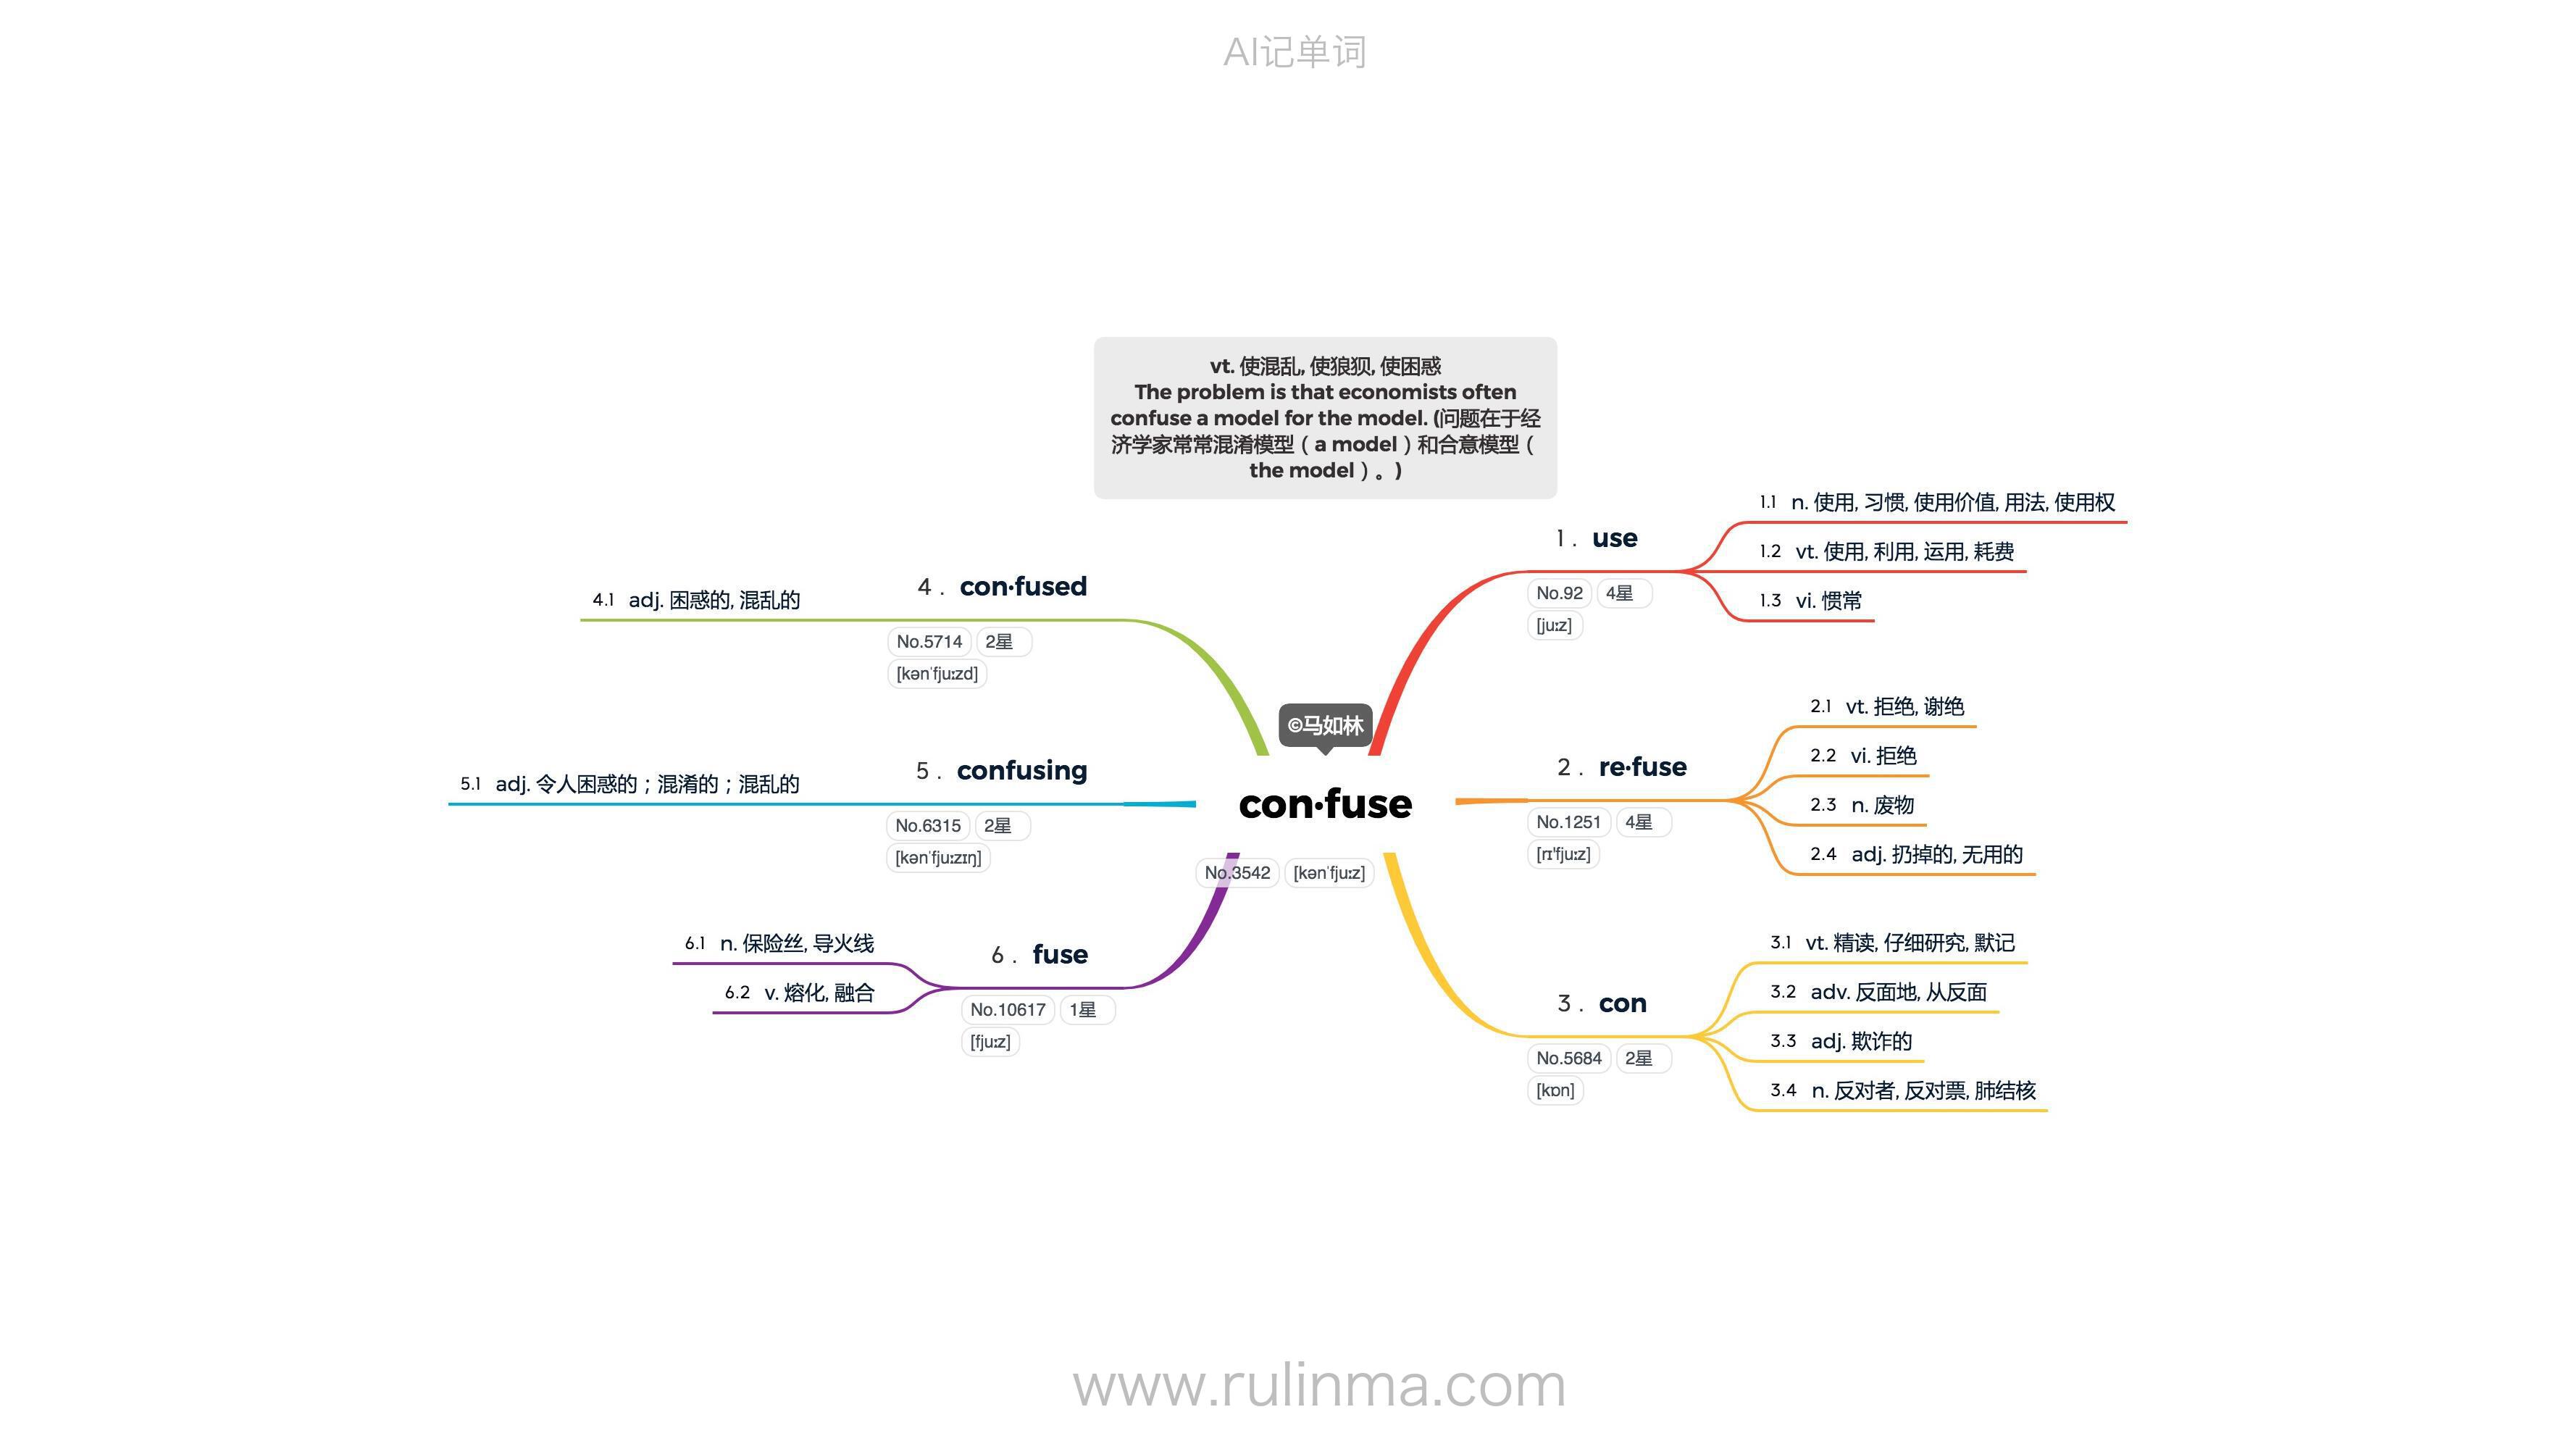 AI记单词
vt. 使混乱, 使狼狈, 使困惑
The problem is that economists often
confuse a model for the model. (问题在于经
济学家常常混淆模型（a model）和合意模型（
the model）。)
©马如林
con·fuse
No.3542 [kənˈfjuːz]
1 . use
No.92 4星
[juːz]
1.1 n. 使用, 习惯, 使用价值, 用法, 使用权
1.2 vt. 使用, 利用, 运用, 耗费
1.3 vi. 惯常
2 . re·fuse
No.1251 4星
[rɪ'fjuːz]
2.1 vt. 拒绝, 谢绝
2.2 vi. 拒绝
2.3 n. 废物
2.4 adj. 扔掉的, 无用的
3 . con
No.5684 2星
[kɒn]
3.1 vt. 精读, 仔细研究, 默记
3.2 adv. 反面地, 从反面
3.3 adj. 欺诈的
3.4 n. 反对者, 反对票, 肺结核
4 . con·fused
No.5714 2星
[kənˈfjuːzd]
4.1 adj. 困惑的, 混乱的
5 . confusing
No.6315 2星
[kənˈfjuːzɪŋ]
5.1 adj. 令人困惑的；混淆的；混乱的
6 . fuse
No.10617 1星
[fjuːz]
6.1 n. 保险丝, 导火线
6.2 v. 熔化, 融合
www.rulinma.com